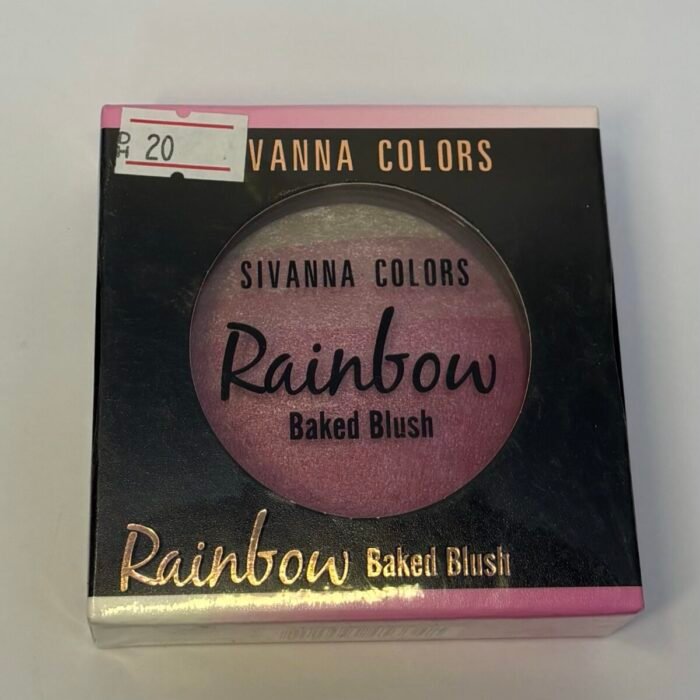 20
VANNA COLORS
SIVANNA COLORS
Rainbow
Baked Blush
Rainbow Baked Blush